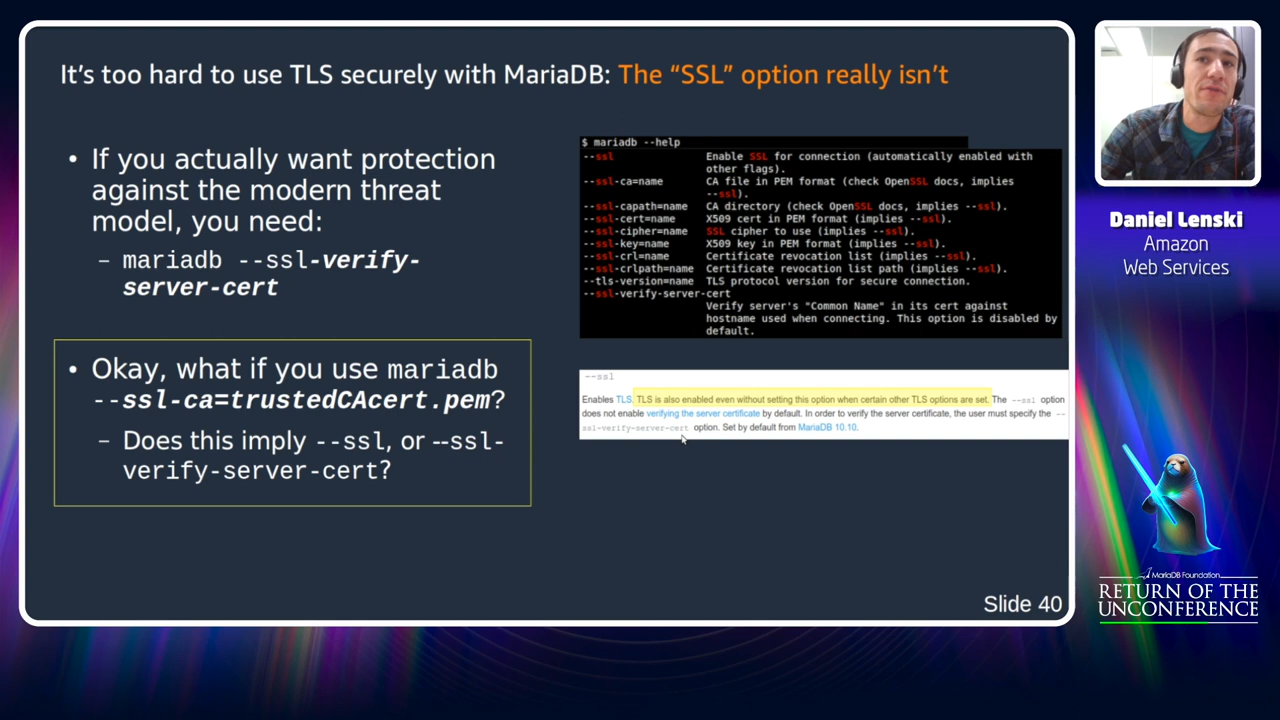 It's too hard to use TLS securely with MariaDB: The “SSL” option really isn't
• If you actually want protection
against the modern threat
model, you need:
– mariadb --ssl-verify-
server-cert
• Okay, what if you use mariadb
--ssl-ca=trustedCAcert.pem?
– Does this imply --ssl, or --ssl-
verify-server-cert?
$ mariadb --help
--ssl Enable SSL for connection (automatically enabled with
other flags).
--ssl-ca=name CA file in PEM format (check OpenSSL docs, implies
--ssl).
--ssl-capath=name CA directory (check OpenSSL docs, implies --ssl).
--ssl-cert=name X509 cert in PEM format (implies --ssl).
--ssl-cipher=name SSL cipher to use (implies --ssl).
--ssl-key=name X509 key in PEM format (implies --ssl).
--ssl-crl=name Certificate revocation list (implies --ssl).
--ssl-crlpath=name Certificate revocation list path (implies --ssl).
--tls-version=name TLS protocol version for secure connection.
--ssl-verify-server-cert
Verify server's "Common Name" in its cert against
hostname used when connecting. This option is disabled by
default.
--ssl
Enables TLS. TLS is also enabled even without setting this option when certain other TLS options are set. The --ssl option
does not enable verifying the server certificate by default. In order to verify the server certificate, the user must specify the --
ssl-verify-server-cert option. Set by default from MariaDB 10.10.
Slide 40
Daniel Lenski
Amazon
Web Services
MariaDB Foundation
RETURN OF THE
UNCONFERENCE